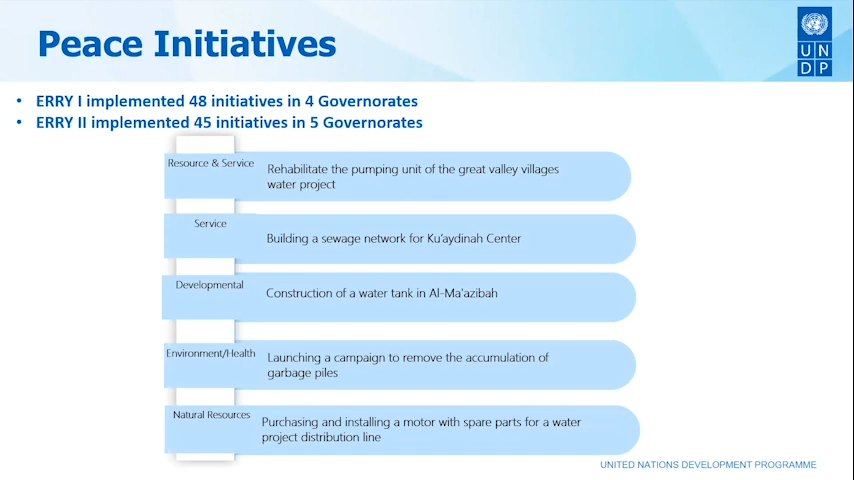 Peace Initiatives
U N
D P
• ERRY I implemented 48 initiatives in 4 Governorates
• ERRY II implemented 45 initiatives in 5 Governorates
Resource & Service
Rehabilitate the pumping unit of the great valley villages
water project
Service
Building a sewage network for Ku'aydinah Center
Developmental
Construction of a water tank in Al-Ma'azibah
Environment/Health
Launching a campaign to remove the accumulation of
garbage piles
Natural Resources
Purchasing and installing a motor with spare parts for a water
project distribution line
UNITED NATIONS DEVELOPMENT PROGRAMME